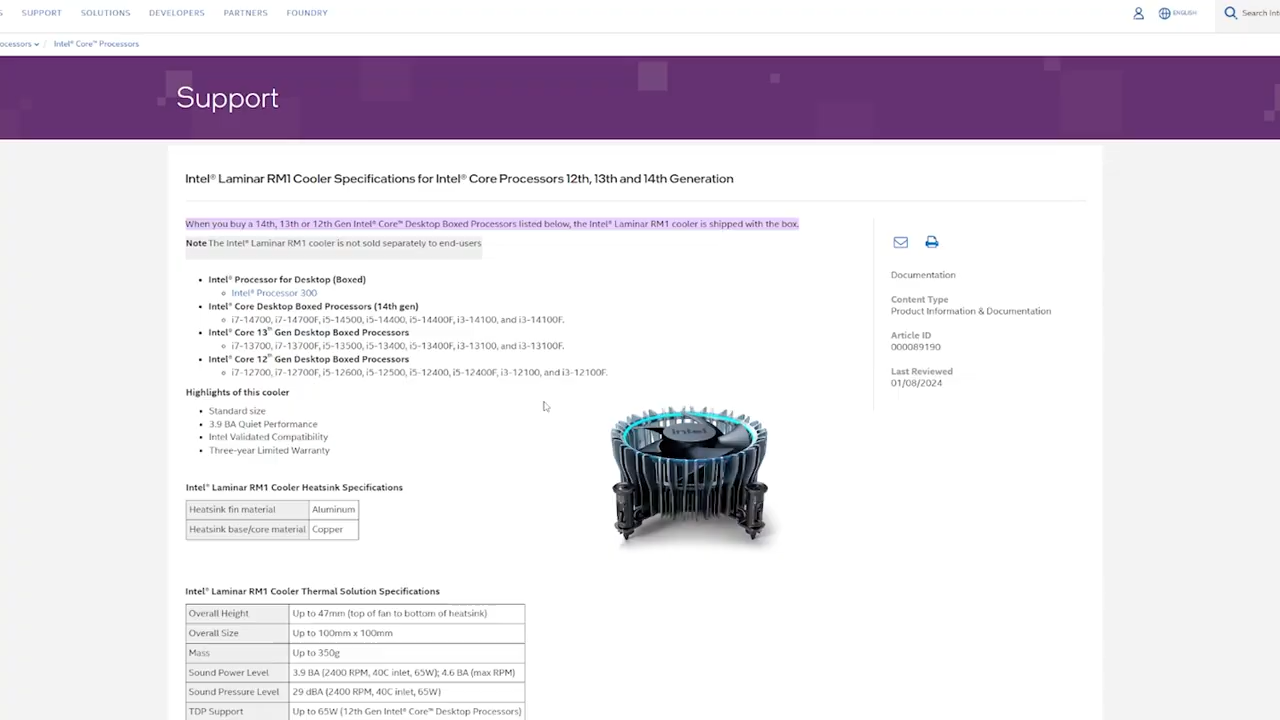 SUPPORT SOLUTIONS DEVELOPERS PARTNERS FOUNDRY
ENGLISH
Intel® Core™ Processors
Support
Intel® Laminar RM1 Cooler Specifications for Intel® Core Processors 12th, 13th and 14th Generation
When you buy a 14th, 13th or 12th Gen Intel® Core™ Desktop Boxed Processors listed below, the Intel® Laminar RM1 cooler is shipped with the box.
Note The Intel® Laminar RM1 cooler is not sold separately to end-users
Intel® Processor for Desktop (Boxed)
Intel® Processor 300
Intel® Core Desktop Boxed Processors (14th gen)
i7-14700, i7-14700F, i5-14500, i5-14400, i5-14400F, i3-14100, and i3-14100F.
Intel® Core 13th Gen Desktop Boxed Processors
i7-13700, i7-13700F, i5-13500, i5-13400, i5-13400F, i3-13100, and i3-13100F.
Intel® Core 12th Gen Desktop Boxed Processors
i7-12700, i7-12700F, i5-12600, i5-12500, i5-12400, i5-12400F, i3-12100, and i3-12100F.
Highlights of this cooler
Standard size
3.9 BA Quiet Performance
Intel Validated Compatibility
Three-year Limited Warranty
intel
Intel® Laminar RM1 Cooler Heatsink Specifications
Heatsink fin material Aluminum
Heatsink base/core material Copper
Intel® Laminar RM1 Cooler Thermal Solution Specifications
Overall Height Up to 47mm (top of fan to bottom of heatsink)
Overall Size Up to 100mm x 100mm
Mass Up to 350g
Sound Power Level 3.9 BA (2400 RPM, 40C inlet, 65W); 4.6 BA (max RPM)
Sound Pressure Level 29 dBA (2400 RPM, 40C inlet, 65W)
TDP Support Up to 65W (12th Gen Intel® Core™ Desktop Processors)
Documentation
Content Type
Product Information & Documentation
Article ID
000089190
Last Reviewed
01/08/2024
Search